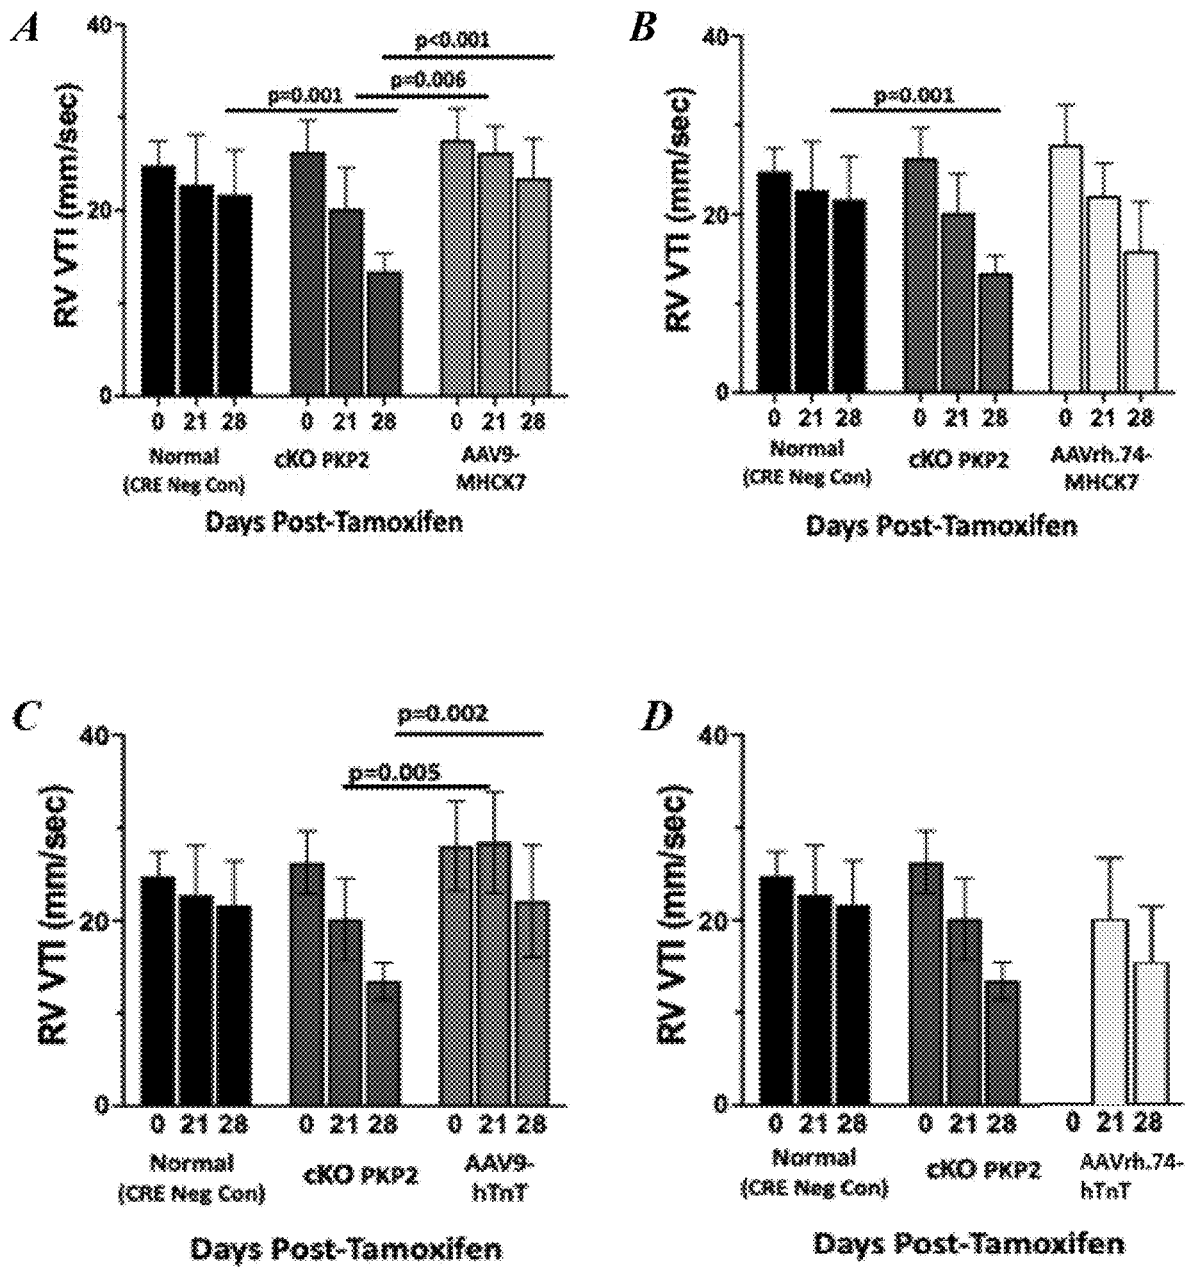 A
RV VTI (mm/sec)
40
20
0
p<0.001
p=0.006
p=0.001
0 21 28 0 21 28 0 21 28
Normal
(CRE Neg Con)
cKO PKP2
AAV9-
MHCK7
Days Post-Tamoxifen
B
RV VTI (mm/sec)
40
20
0
p=0.001
0 21 28 0 21 28 0 21 28
Normal
(CRE Neg Con)
cKO PKP2
AAVrh.74-
MHCK7
Days Post-Tamoxifen
C
RV VTI (mm/sec)
40
20
0
p=0.002
p=0.005
0 21 28 0 21 28 0 21 28
Normal
(CRE Neg Con)
cKO PKP2
AAV9-
hTnT
Days Post-Tamoxifen
D
RV VTI (mm/sec)
40
20
0
0 21 28 0 21 28 0 21 28
Normal
(CRE Neg Con)
cKO PKP2
AAVrh.74-
hTnT
Days Post-Tamoxifen